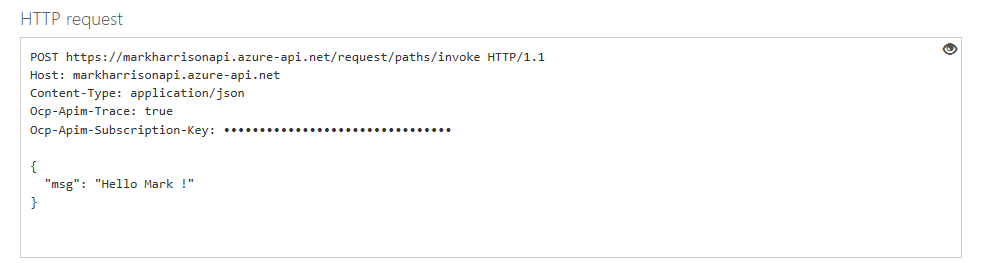 HTTP request
POST https://markharrisonapi.azure-api.net/request/paths/invoke HTTP/1.1
Host: markharrisonapi.azure-api.net
Content-Type: application/json
Ocp-Apim-Trace: true
Ocp-Apim-Subscription-Key: ••••••••••••••••••••••••••••••••
{
  "msg": "Hello Mark !"
}